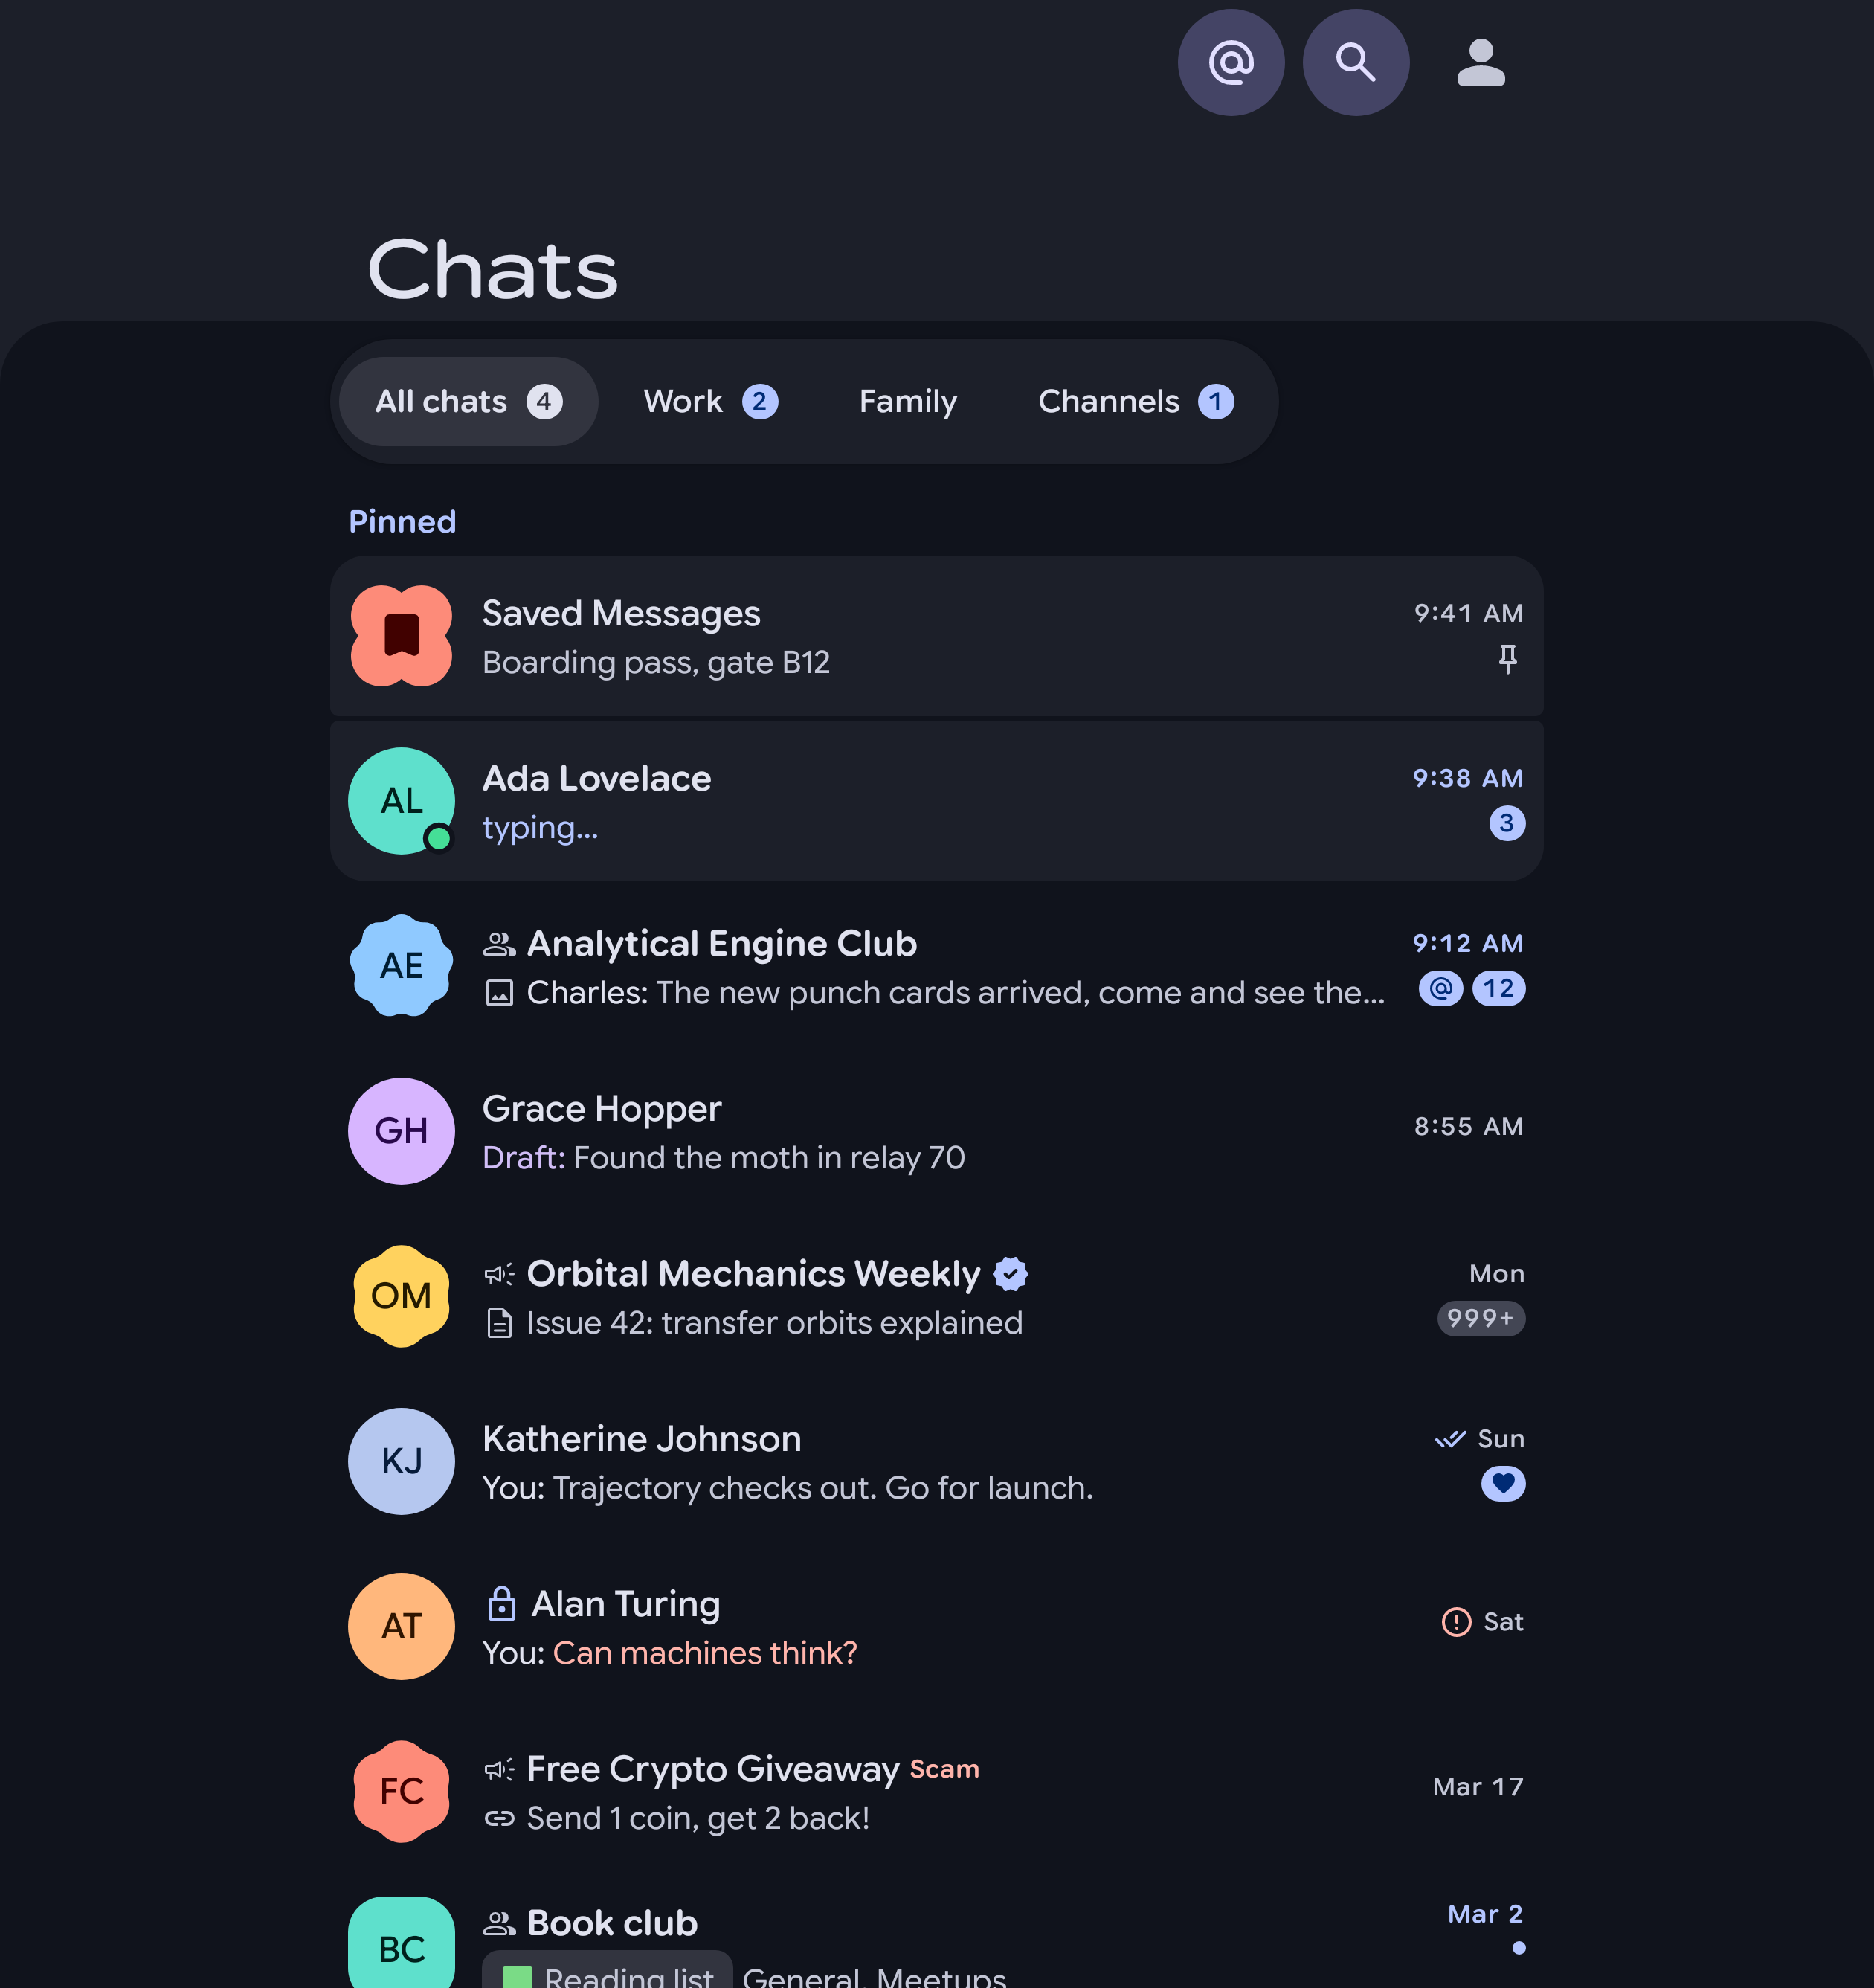 Chats
All chats 4 Work 2 Family Channels 1
Pinned
Saved Messages 9:41 AM
Boarding pass, gate B12
AL Ada Lovelace 9:38 AM
typing... 3
AE Analytical Engine Club 9:12 AM
Charles: The new punch cards arrived, come and see the... @ 12
GH Grace Hopper 8:55 AM
Draft: Found the moth in relay 70
OM Orbital Mechanics Weekly Mon
Issue 42: transfer orbits explained 999+
KJ Katherine Johnson Sun
You: Trajectory checks out. Go for launch.
AT Alan Turing Sat
You: Can machines think?
FC Free Crypto Giveaway Scam Mar 17
Send 1 coin, get 2 back!
BC Book club Mar 2
Reading list General, Meetups